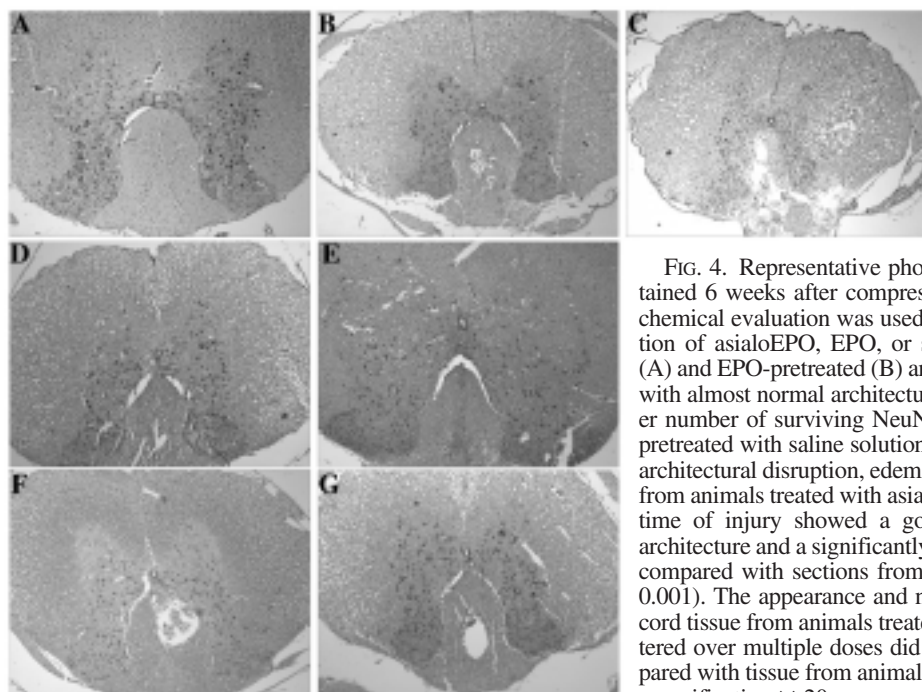 A
B
C
D
E
F
G
FIG. 4. Representative pho
tained 6 weeks after compres
chemical evaluation was used
tion of asialoEPO, EPO, or s
(A) and EPO-pretreated (B) an
with almost normal architectur
er number of surviving NeuN
pretreated with saline solution
architectural disruption, edem
from animals treated with asia
time of injury showed a go
architecture and a significantly
compared with sections from
0.001). The appearance and n
cord tissue from animals treate
tered over multiple doses did
pared with tissue from animal